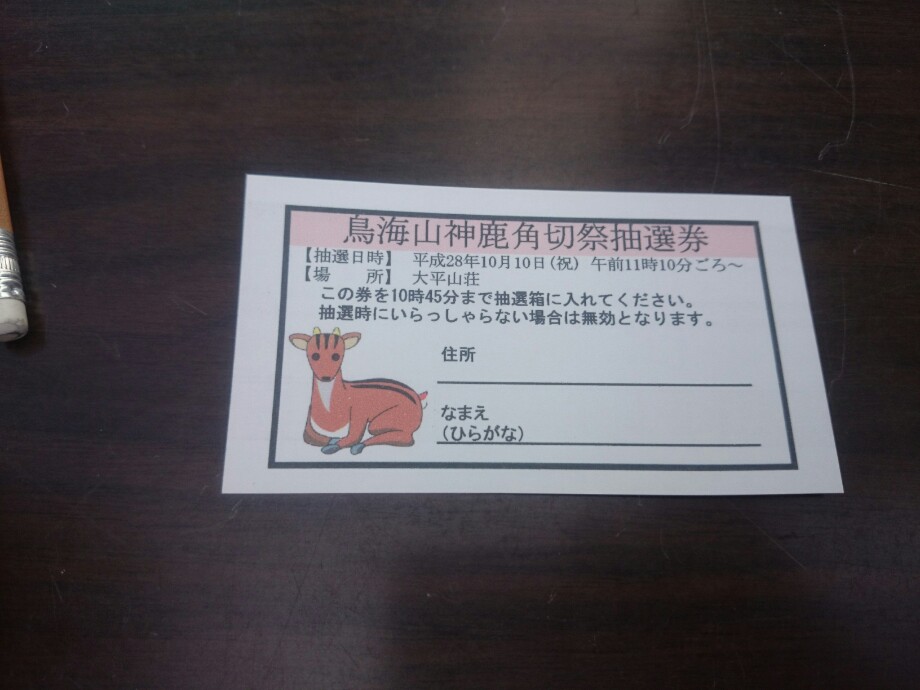 鳥海山神鹿角切祭抽選券
【抽選日時】 平成28年10月10日(祝) 午前11時10分ごろ～
【場　　所】 大平山荘
この券を10時45分まで抽選箱に入れてください。
抽選時にいらっしゃらない場合は無効となります。
住所
なまえ
(ひらがな)